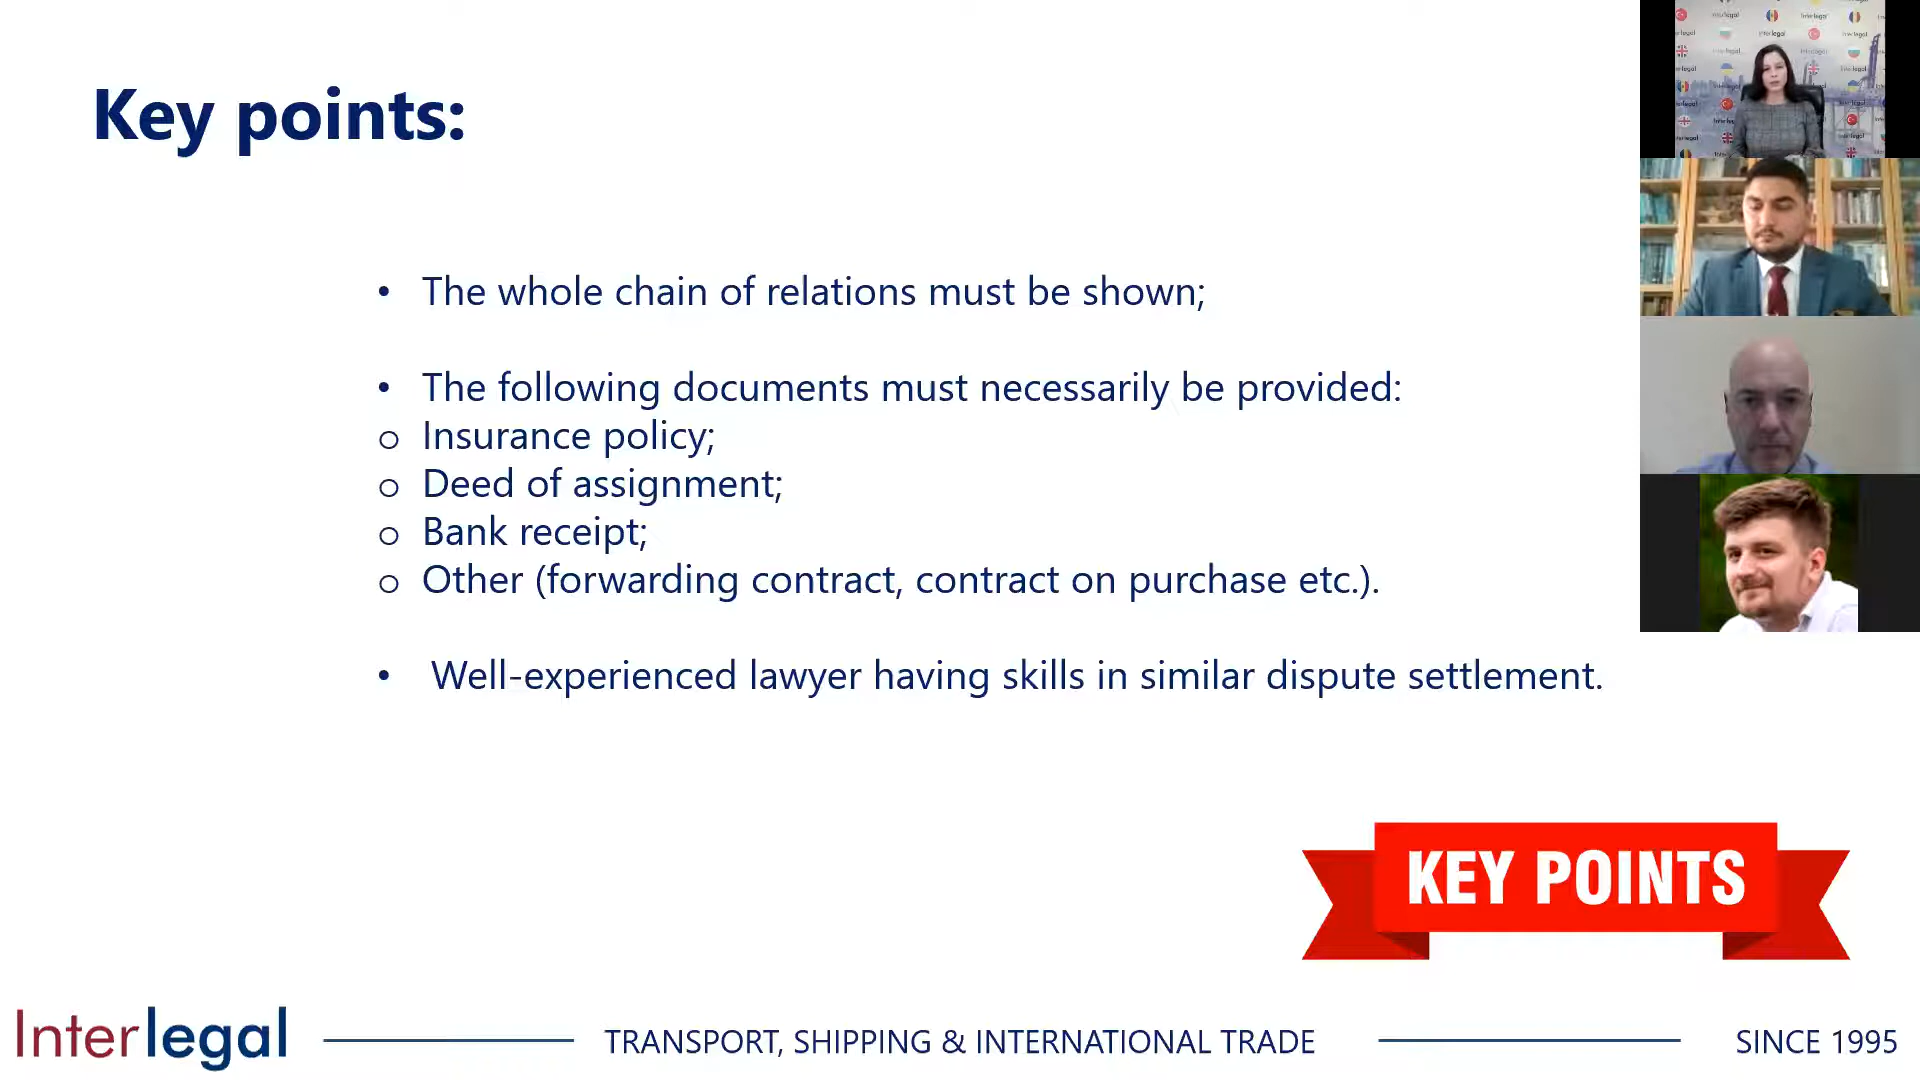 Key points:
• The whole chain of relations must be shown;
• The following documents must necessarily be provided:
o Insurance policy;
o Deed of assignment;
o Bank receipt;
o Other (forwarding contract, contract on purchase etc.).
• Well-experienced lawyer having skills in similar dispute settlement.
KEY POINTS
Interlegal
TRANSPORT, SHIPPING & INTERNATIONAL TRADE
SINCE 1995